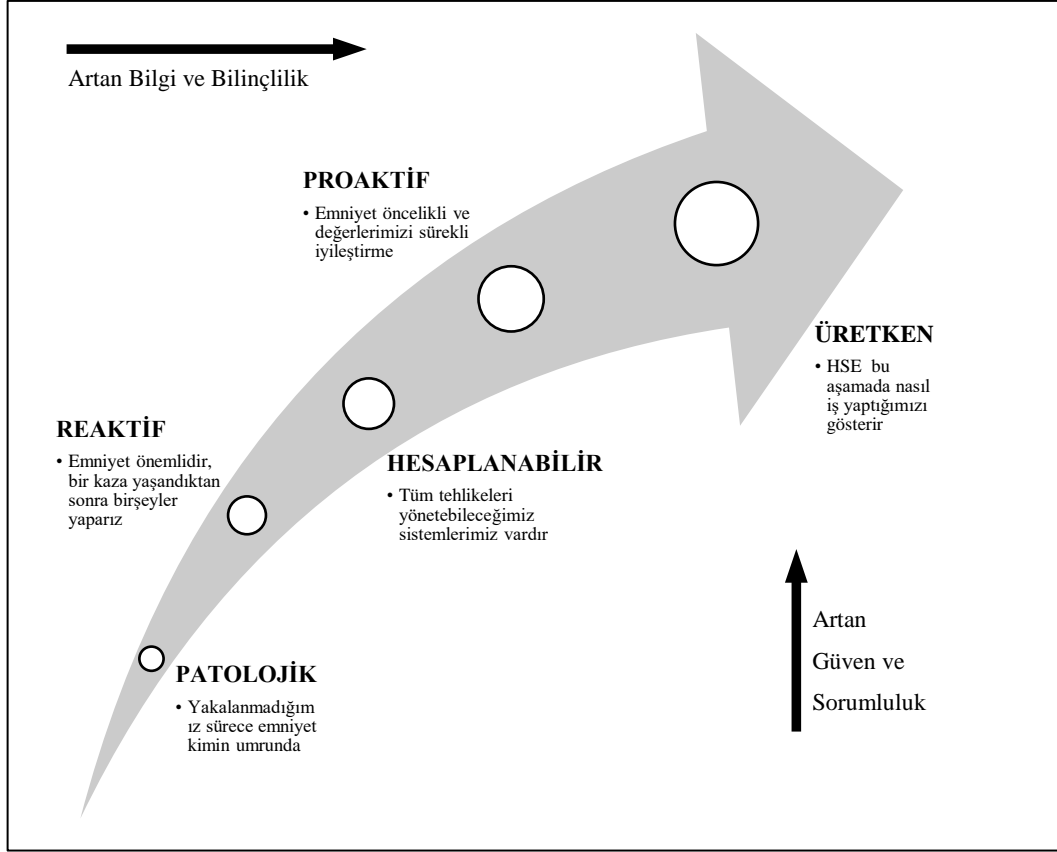 Artan Bilgi ve Bilinçlilik
PROAKTİF
• Emniyet öncelikli ve
değerlerimizi sürekli
iyileştirme
ÜRETKEN
• HSE bu
aşamada nasıl
iş yaptığımızı
gösterir
REAKTİF
• Emniyet önemlidir,
bir kaza yaşandıktan
sonra birşeyler
yaparız
HESAPLANABİLİR
• Tüm tehlikeleri
yönetebileceğimiz
sistemlerimiz vardır
Artan
Güven ve
Sorumluluk
PATOLOJİK
• Yakalanmadığım
ız sürece emniyet
kimin umrunda